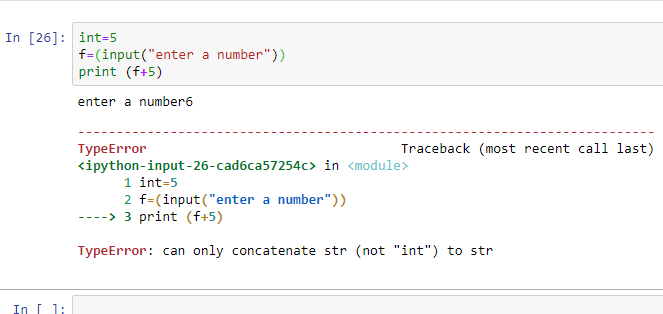 In [26]: int=5
f=(input("enter a number"))
print (f+5)
enter a number6
---------------------------------------------------------------------------
TypeError Traceback (most recent call last)
<ipython-input-26-cad6ca57254c> in <module>
1 int=5
2 f=(input("enter a number"))
----> 3 print (f+5)
TypeError: can only concatenate str (not "int") to str
In [ ]: